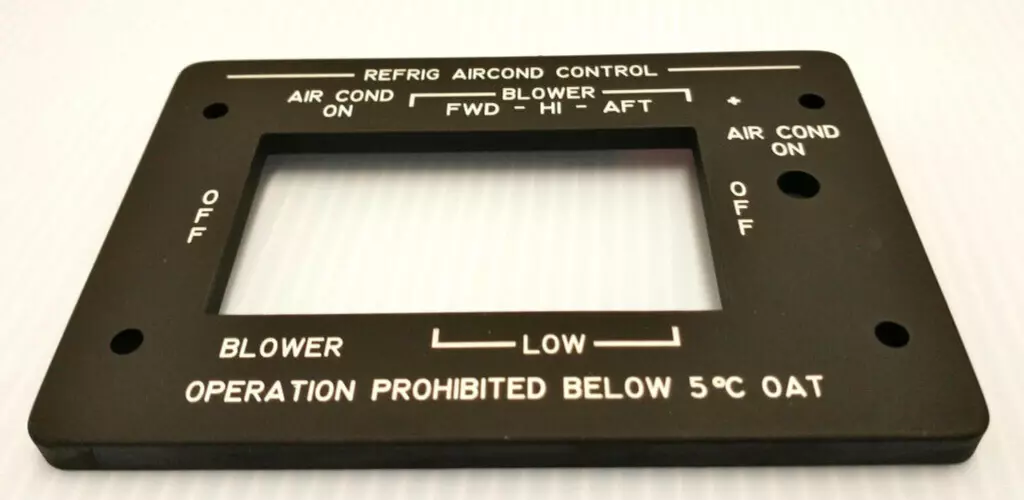 REFRIG AIRCOND CONTROL
AIR COND
ON
BLOWER
FWD - HI - AFT
+
AIR COND
ON
OFF
OFF
BLOWER
LOW
OPERATION PROHIBITED BELOW 5°C OAT